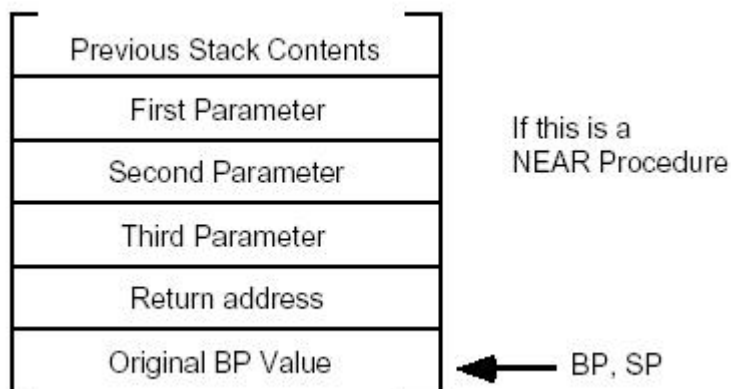 Previous Stack Contents
First Parameter
Second Parameter
Third Parameter
Return address
Original BP Value
If this is a
NEAR Procedure
BP, SP